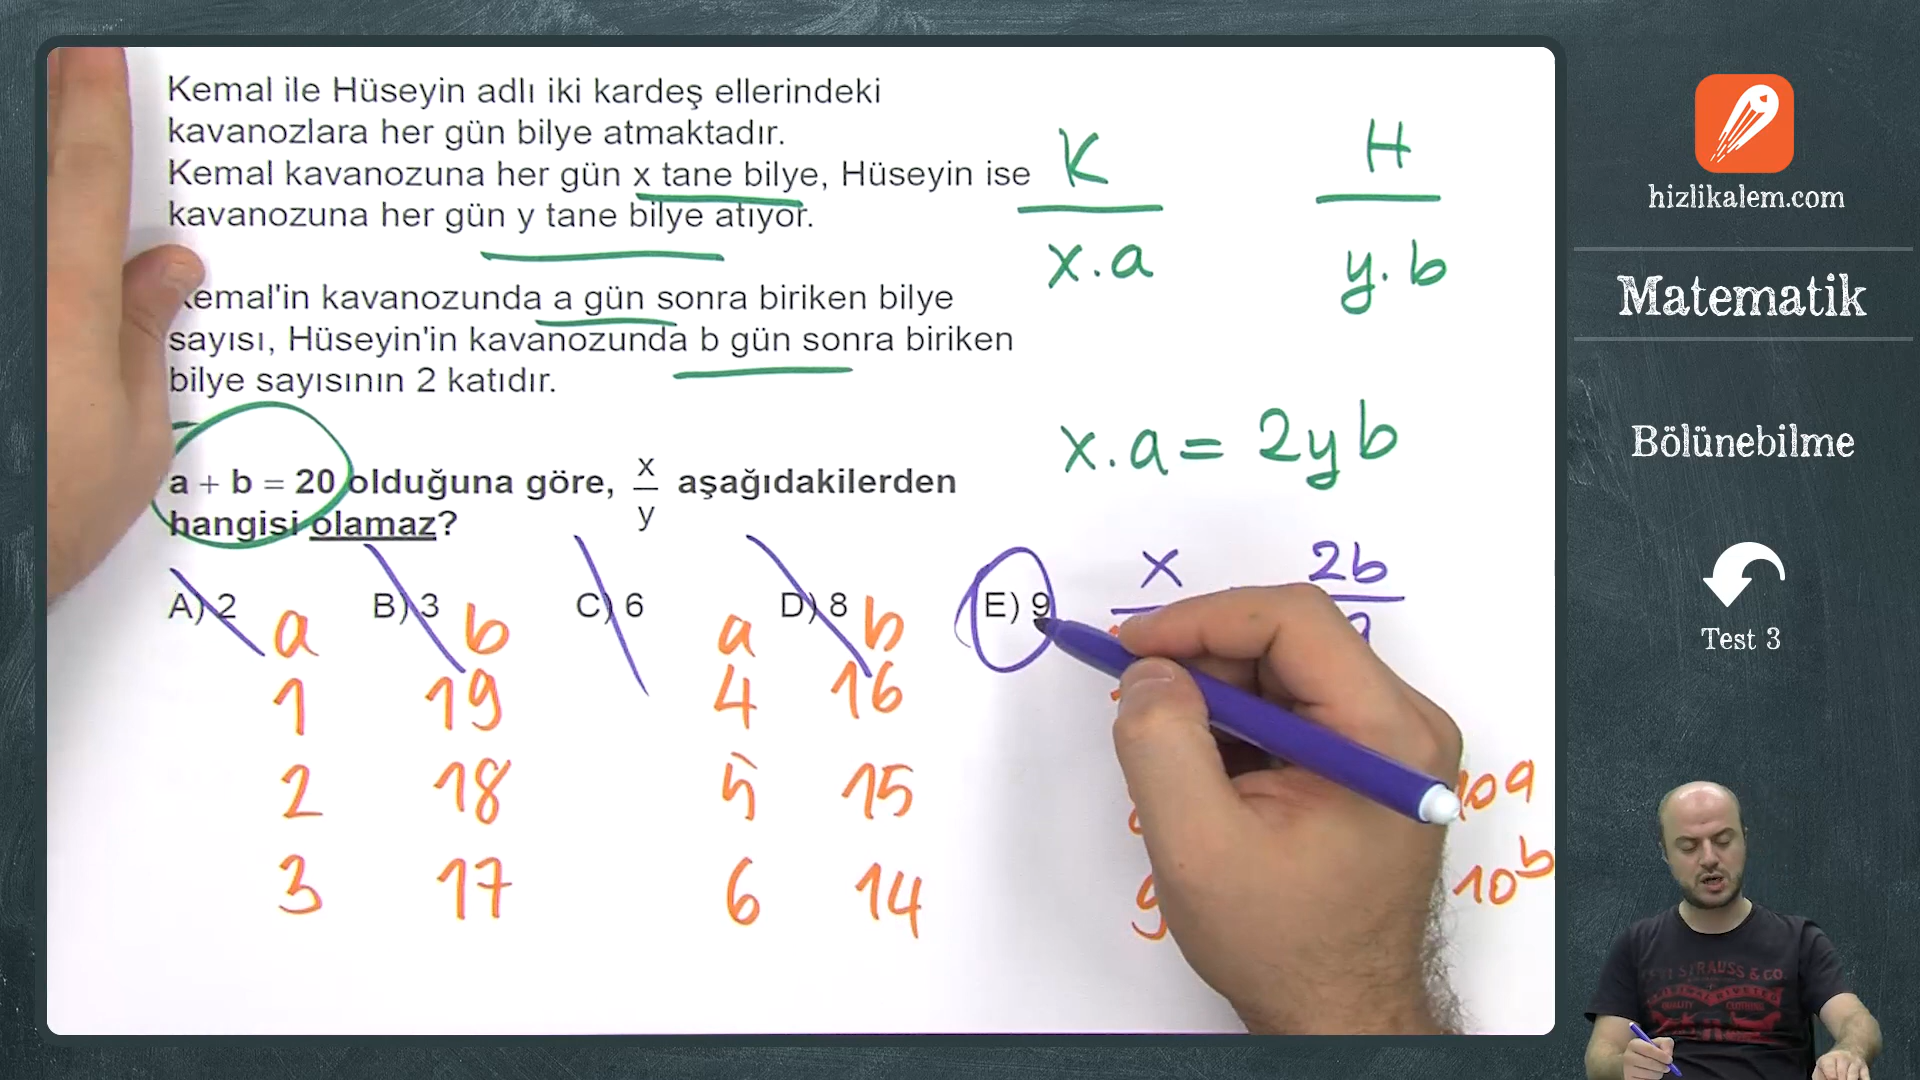 Kemal ile Hüseyin adlı iki kardeş ellerindeki
kavanozlara her gün bilye atmaktadır.
Kemal kavanozuna her gün x tane bilye, Hüseyin ise
kavanozuna her gün y tane bilye atıyor.
Kemal'in kavanozunda a gün sonra biriken bilye
sayısı, Hüseyin'in kavanozunda b gün sonra biriken
bilye sayısının 2 katıdır.
a + b = 20 olduğuna göre, x/y aşağıdakilerden
hangisi olamaz?
A) 2 B) 3 C) 6 D) 8 E) 9
K H
x.a y.b
x.a = 2yb
x 2b
a b a b
1 19 4 16
2 18 5 15
3 17 6 14
hizlikalem.com
Matematik
Bölünebilme
Test 3